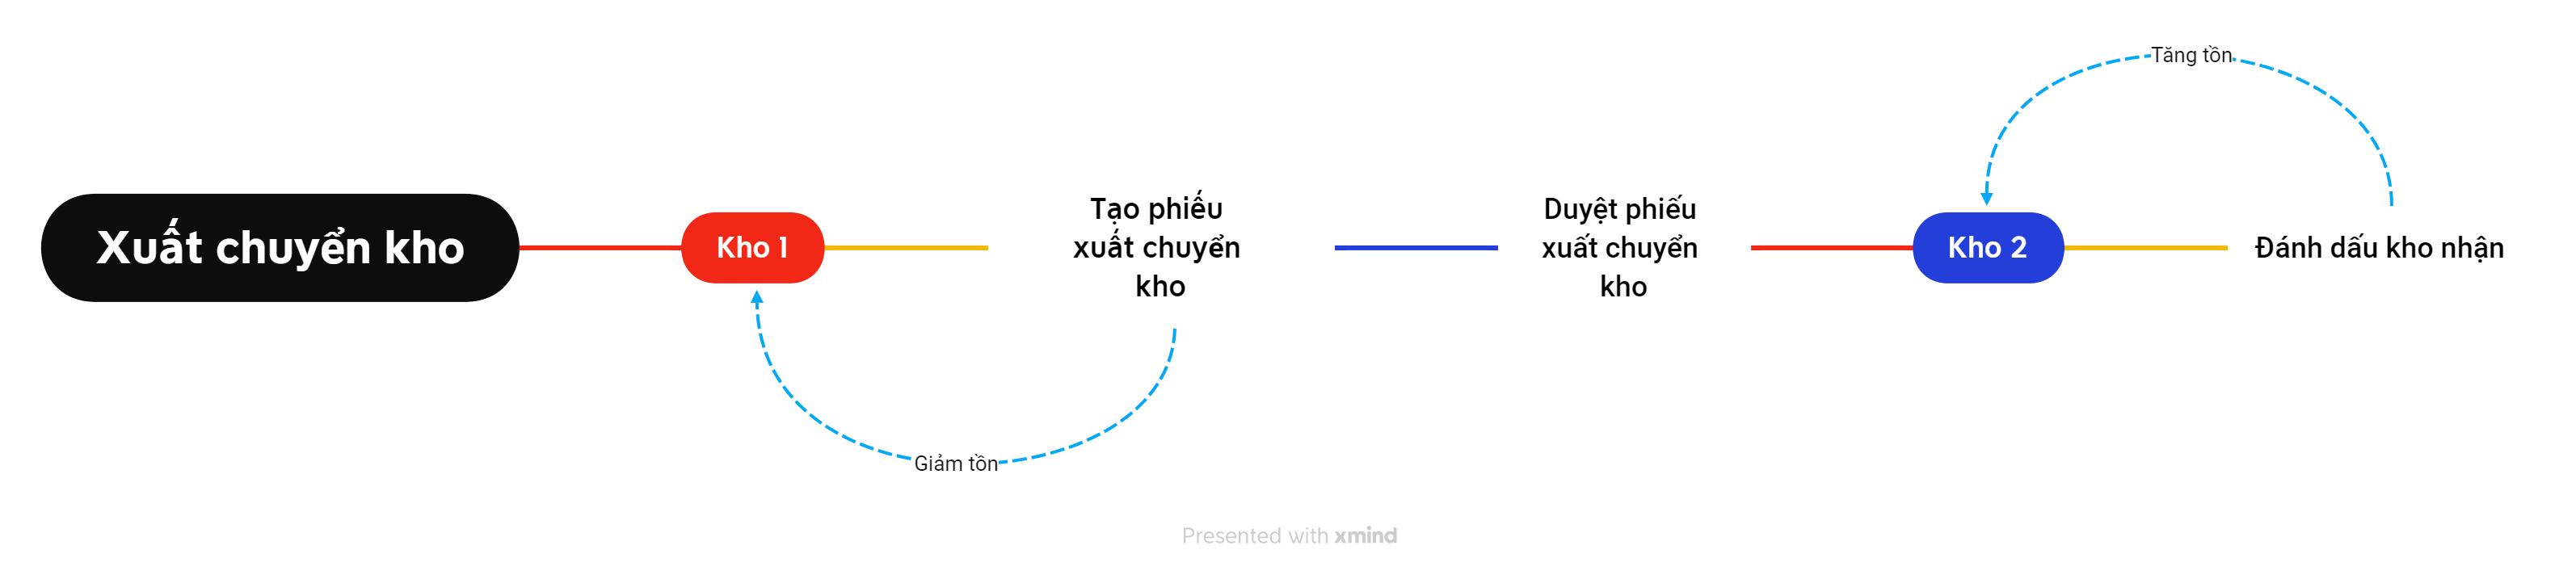 Tăng tồn
Xuất chuyển kho
Kho 1
Tạo phiếu
xuất chuyển
kho
Duyệt phiếu
xuất chuyển
kho
Kho 2
Đánh dấu kho nhận
Giảm tồn
Presented with xmind